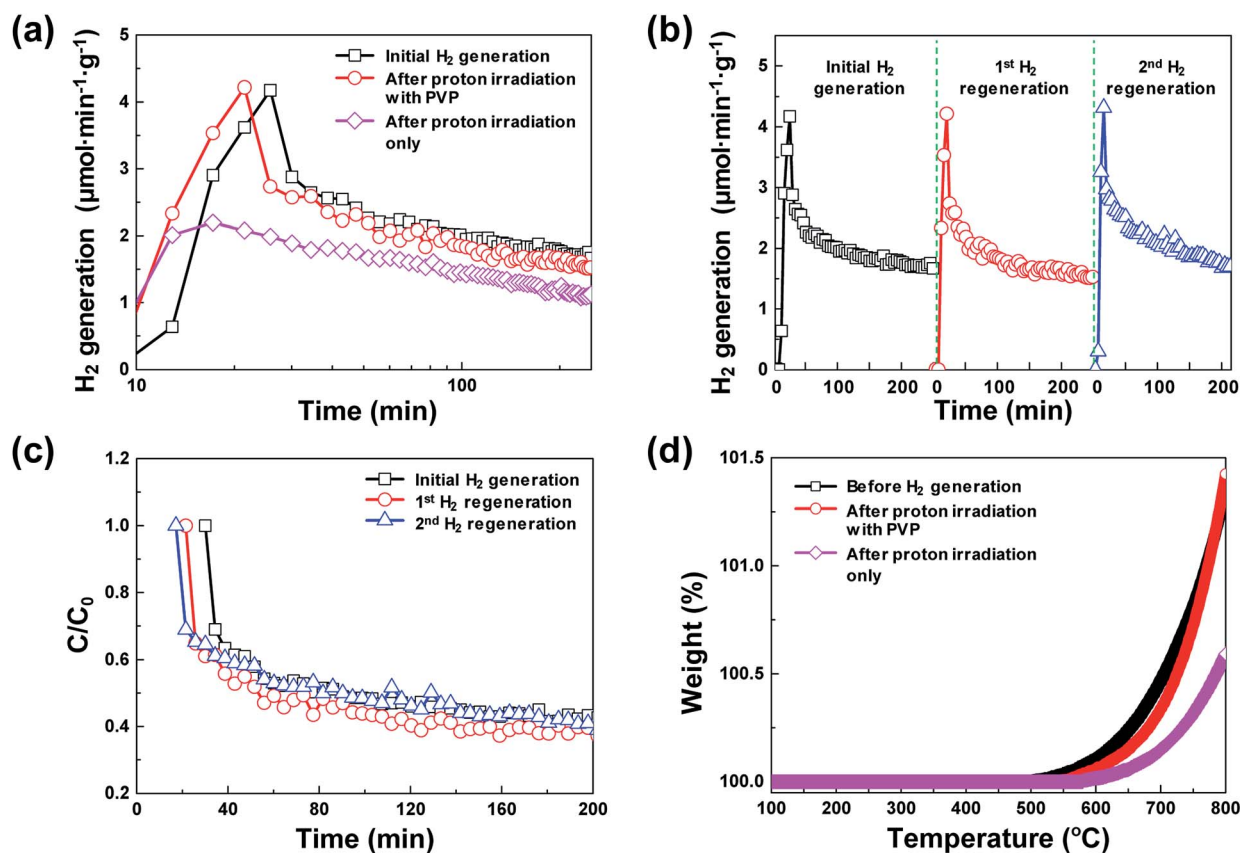 (a)
H₂ generation (μmol·min⁻¹·g⁻¹)
5
4
3
2
1
0
Initial H₂ generation
After proton irradiation
with PVP
After proton irradiation
only
10
100
Time (min)
(b)
H₂ generation (μmol·min⁻¹·g⁻¹)
5
4
3
2
1
0
Initial H₂
generation
1ˢᵗ H₂
regeneration
2ⁿᵈ H₂
regeneration
0 100 200 0 100 200 0 100 200
Time (min)
(c)
C/C₀
1.2
1.0
0.8
0.6
0.4
0.2
Initial H₂ generation
1ˢᵗ H₂ regeneration
2ⁿᵈ H₂ regeneration
0 40 80 120 160 200
Time (min)
(d)
Weight (%)
101.5
101.0
100.5
100.0
Before H₂ generation
After proton irradiation
with PVP
After proton irradiation
only
100 200 300 400 500 600 700 800
Temperature (°C)